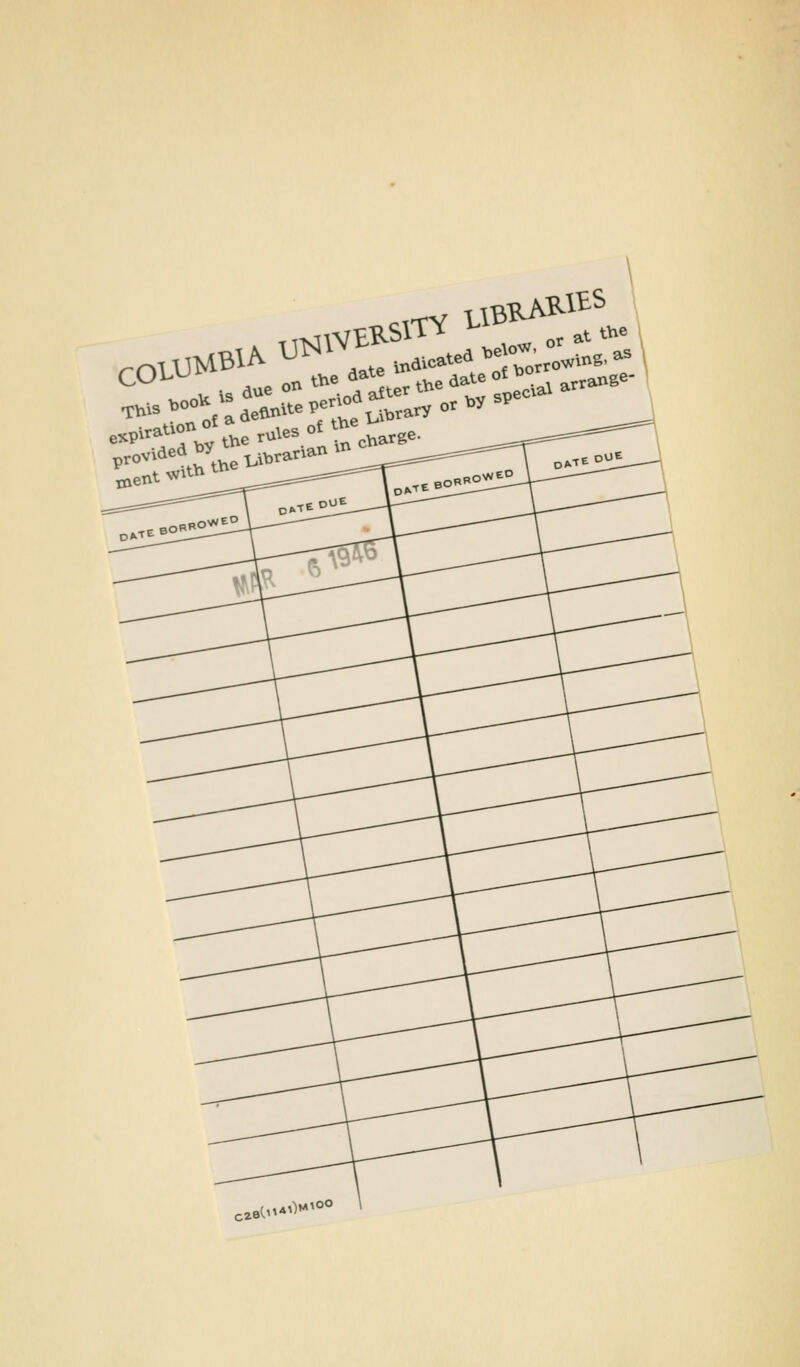 COLUMBIA UNIVERSITY LIBRARIES
This book is due on the date indicated below, or at the
expiration of a definite period after the date of borrowing, as
provided by the rules of the Library or by special arrange-
ment with the Librarian in charge.
DATE BORROWED DATE DUE DATE BORROWED DATE DUE
MAR 6 1946
C28(1141)M100